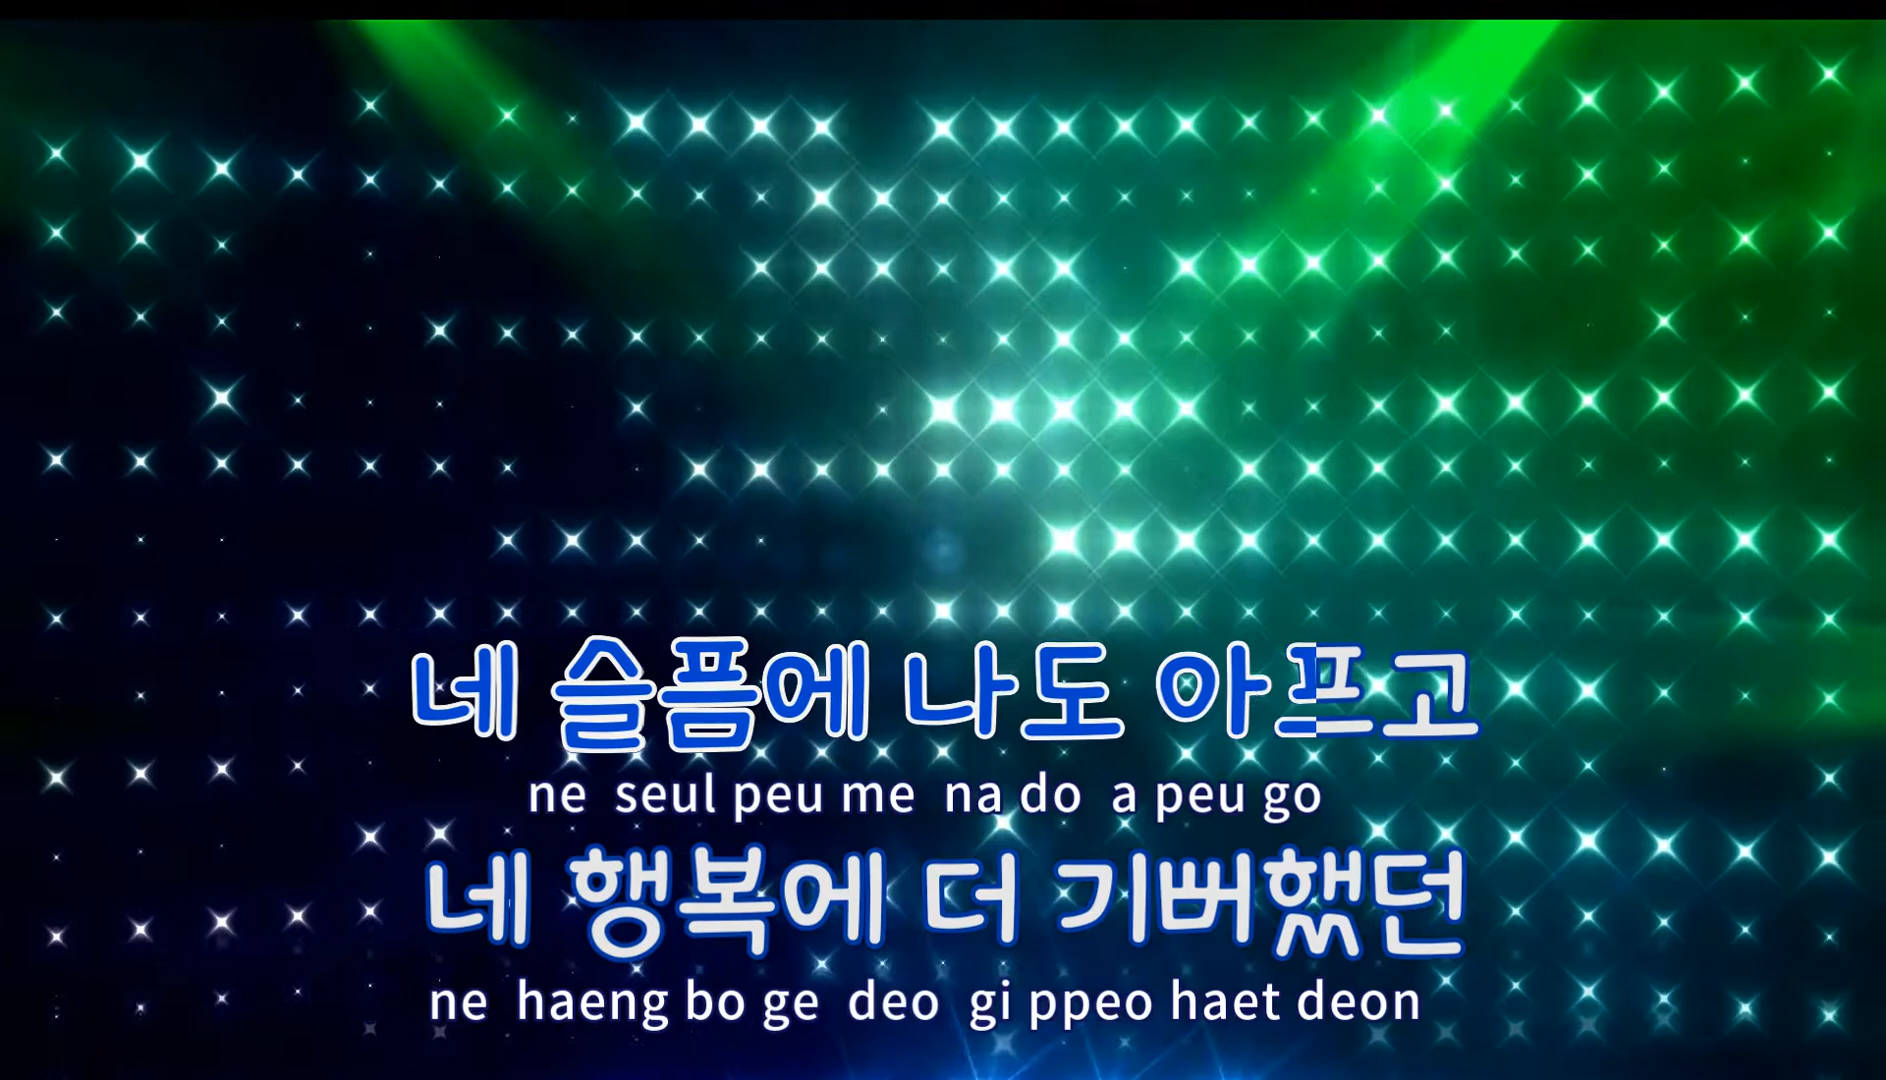 네 슬픔에 나도 아프고
ne seul peu me na do a peu go
네 행복에 더 기뻐했던
ne haeng bo ge deo gi ppeo haet deon